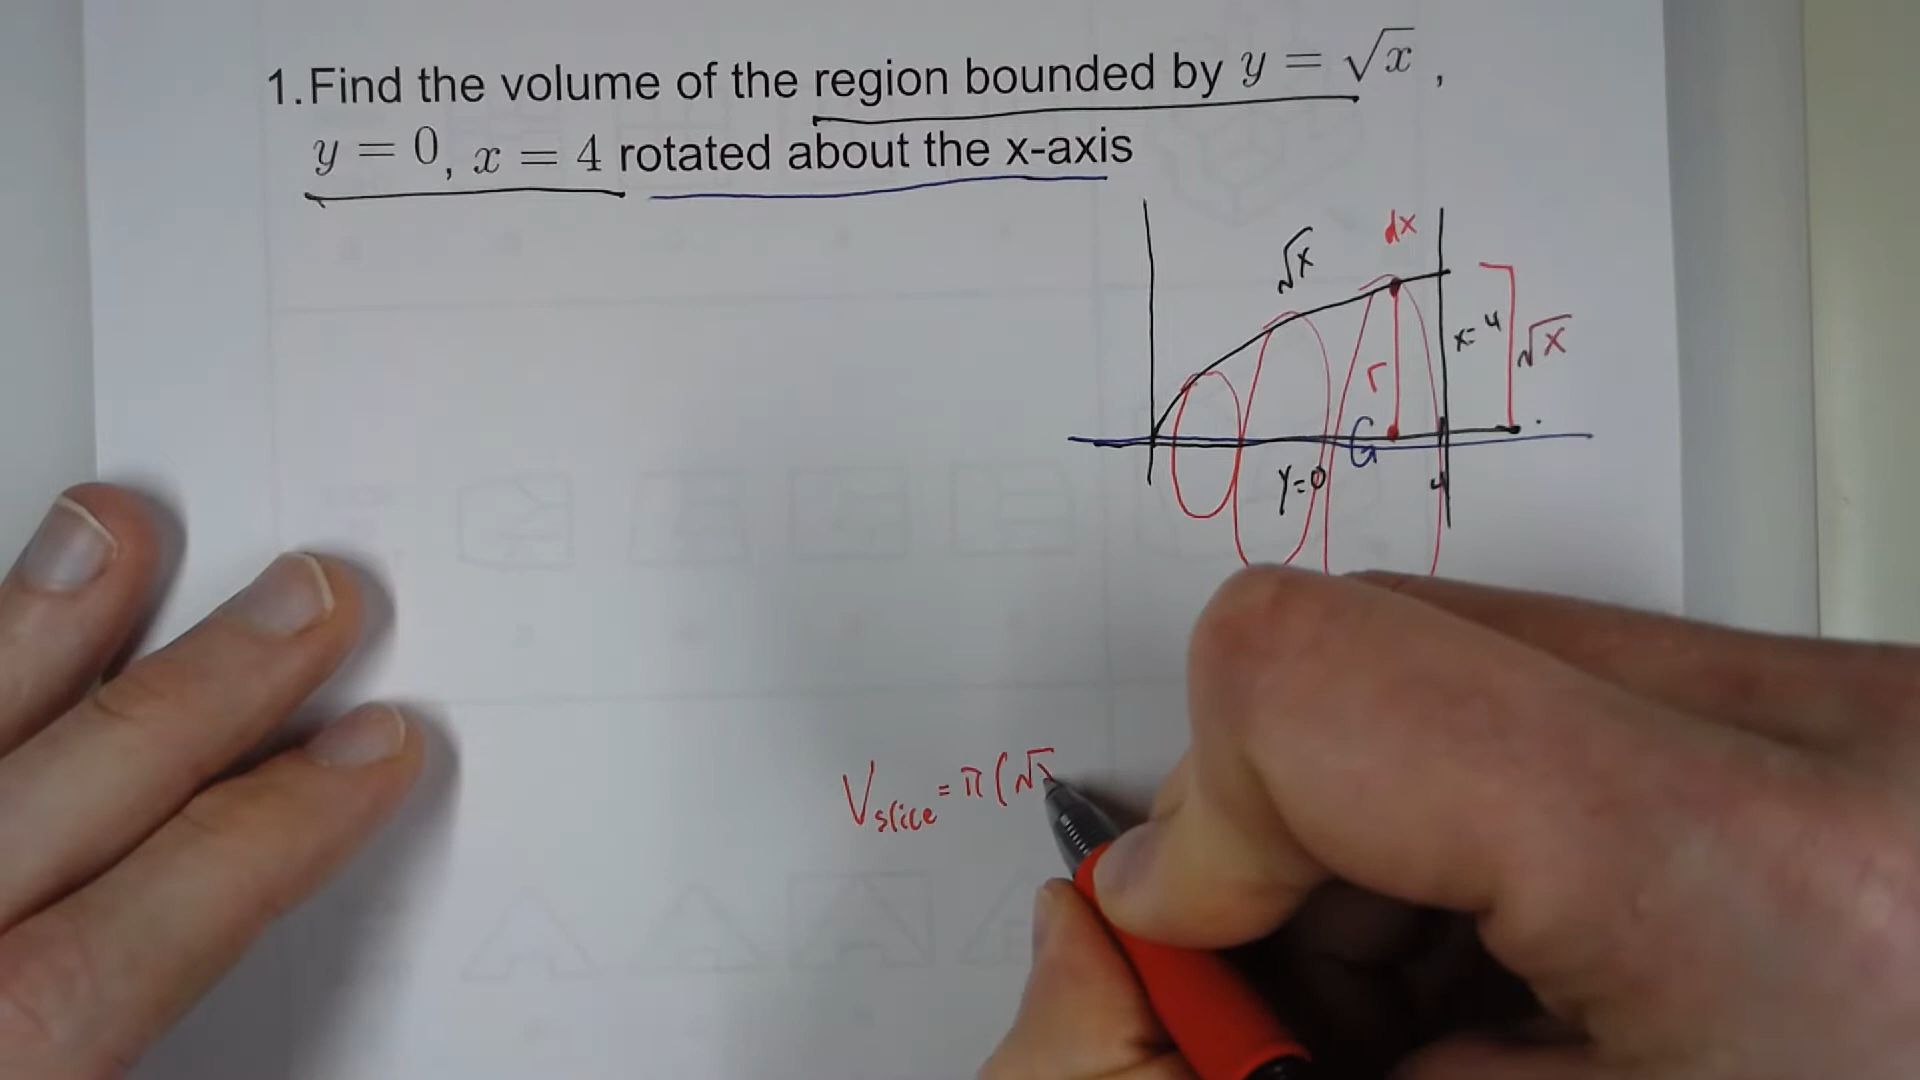 1. Find the volume of the region bounded by y = √x ,
y = 0, x = 4 rotated about the x-axis
dx
√x
x=4
√x
r
y=0
4
V slice = π(√x